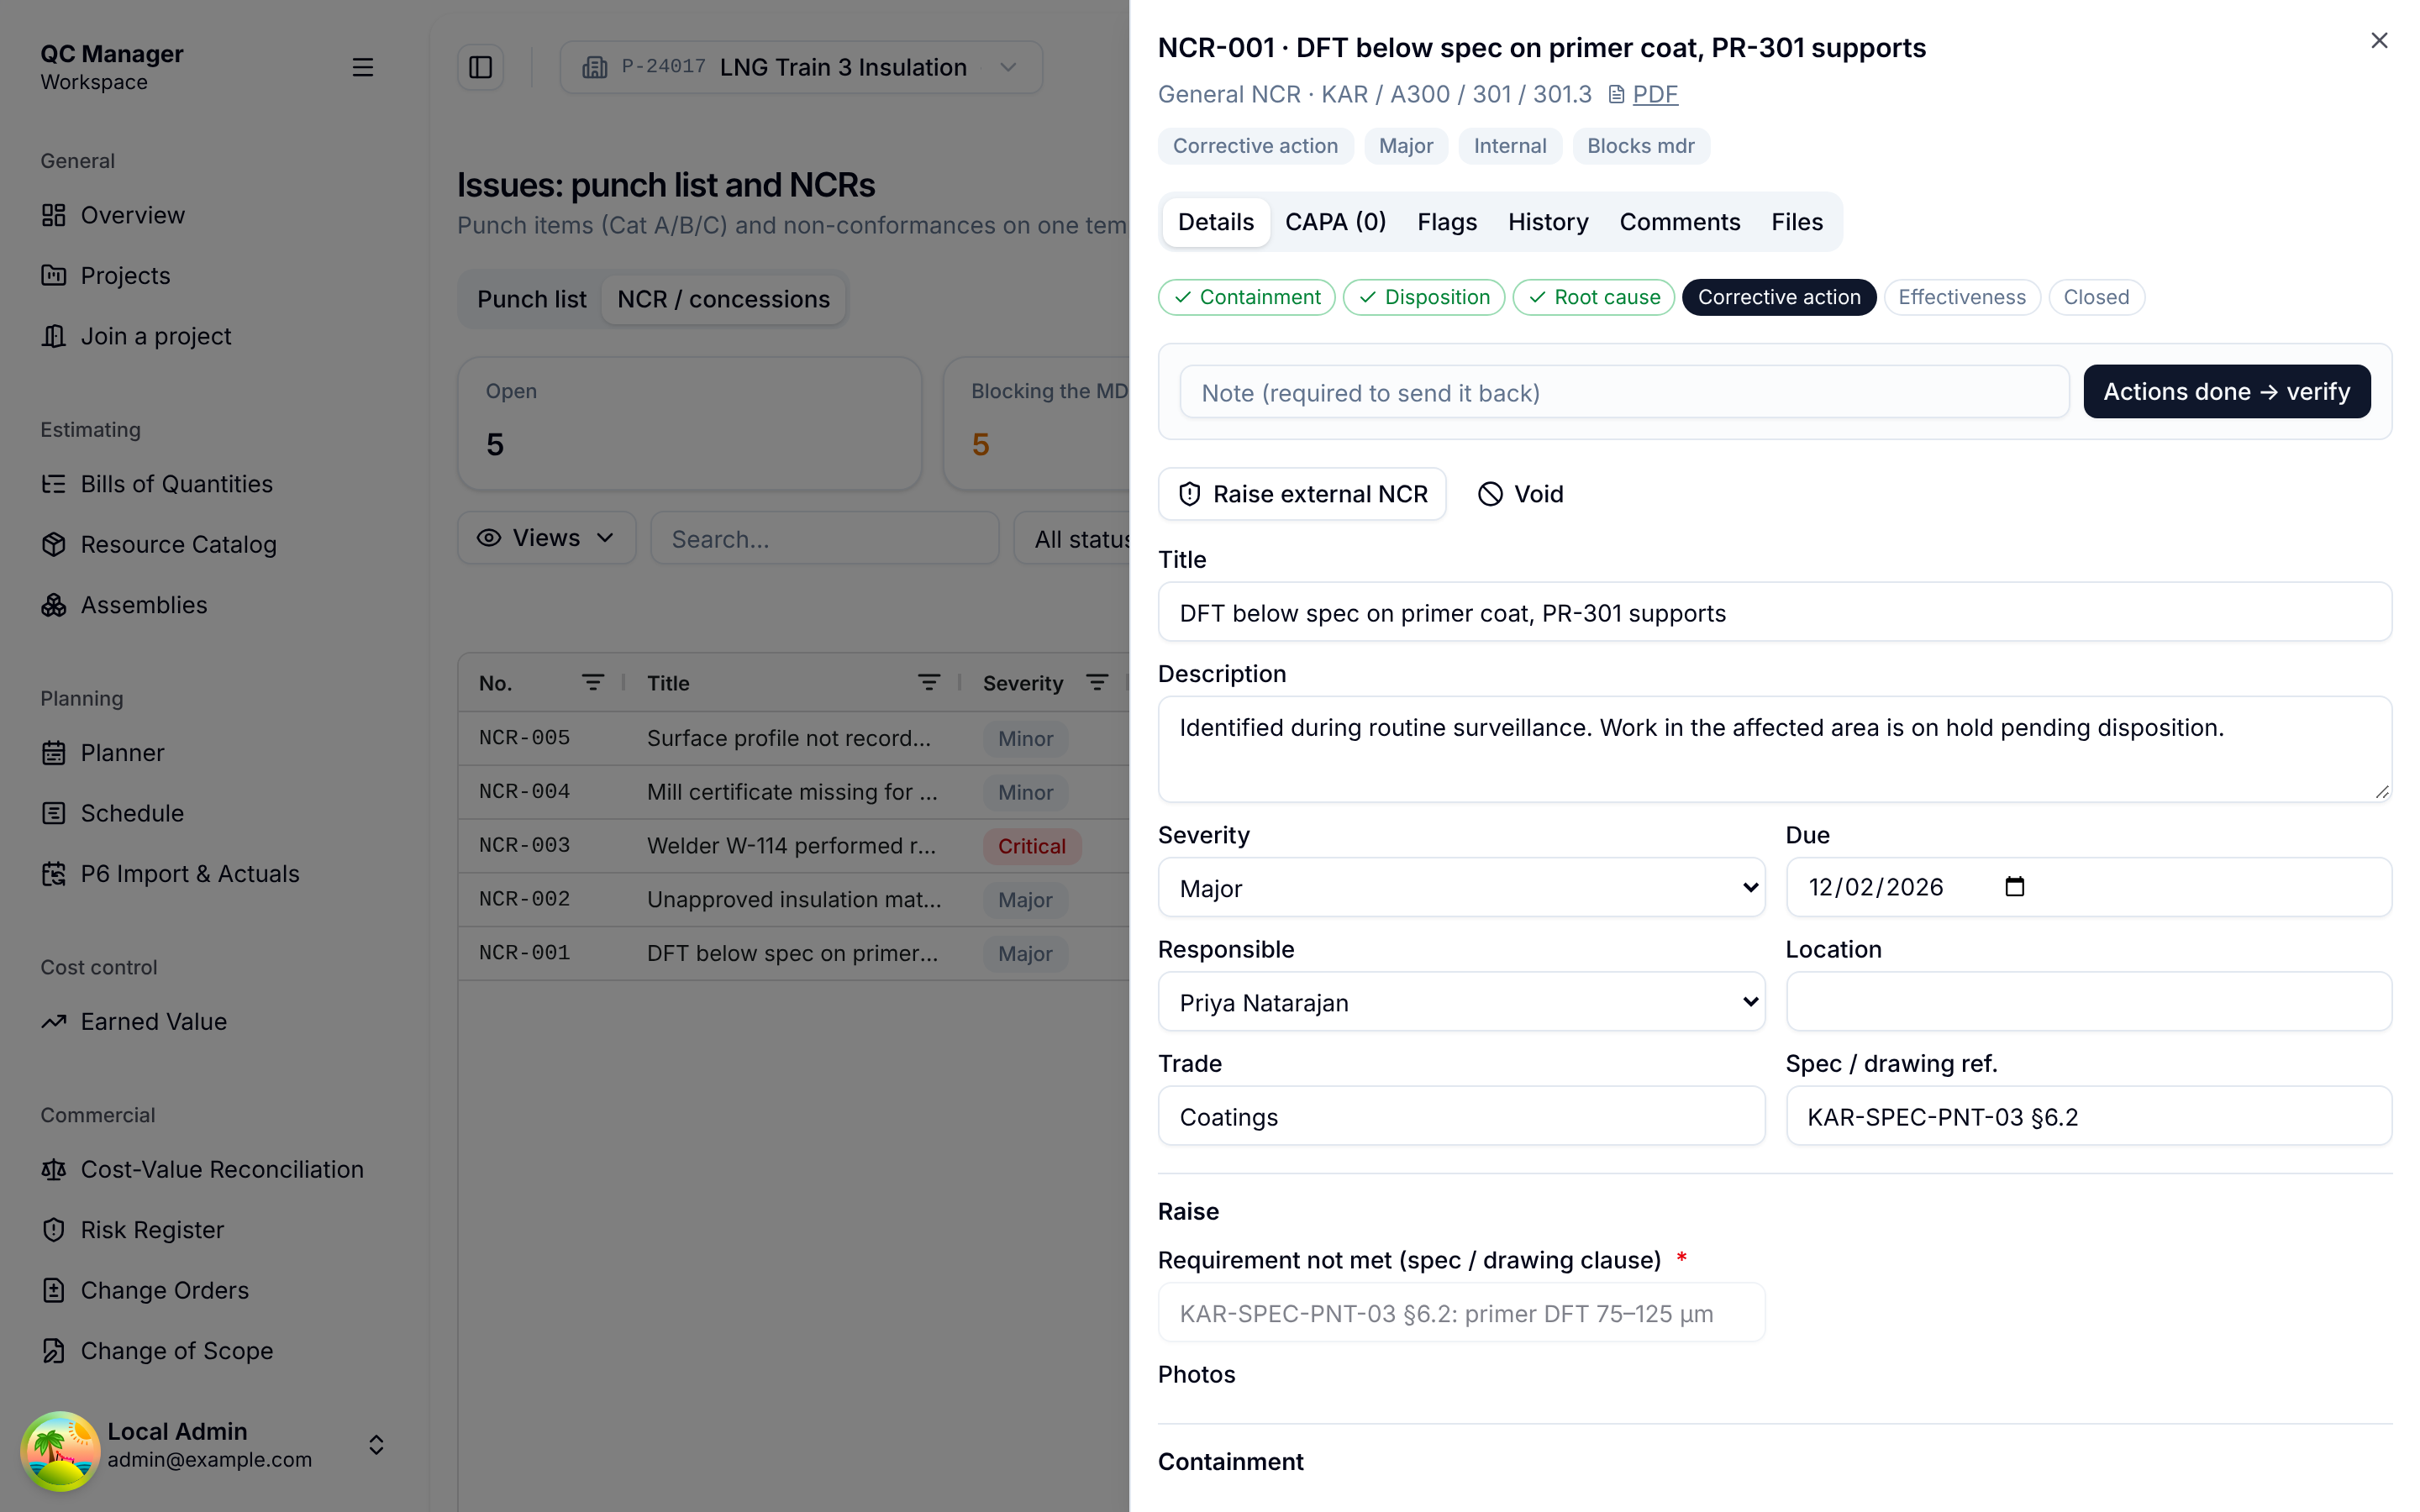 QC Manager
Workspace
General
Overview
Projects
Join a project
Estimating
Bills of Quantities
Resource Catalog
Assemblies
Planning
Planner
Schedule
P6 Import & Actuals
Cost control
Earned Value
Commercial
Cost-Value Reconciliation
Risk Register
Change Orders
Change of Scope
Local Admin
admin@example.com
P-24017 LNG Train 3 Insulation
Issues: punch list and NCRs
Punch items (Cat A/B/C) and non-conformances on one tem
Punch list NCR / concessions
Open
5
Blocking the MD
5
Views Search... All status
No. Title Severity
NCR-005 Surface profile not record... Minor
NCR-004 Mill certificate missing for ... Minor
NCR-003 Welder W-114 performed r... Critical
NCR-002 Unapproved insulation mat... Major
NCR-001 DFT below spec on primer... Major
NCR-001 · DFT below spec on primer coat, PR-301 supports
General NCR · KAR / A300 / 301 / 301.3 PDF
Corrective action Major Internal Blocks mdr
Details CAPA (0) Flags History Comments Files
Containment Disposition Root cause Corrective action Effectiveness Closed
Note (required to send it back) Actions done → verify
Raise external NCR Void
Title
DFT below spec on primer coat, PR-301 supports
Description
Identified during routine surveillance. Work in the affected area is on hold pending disposition.
Severity Due
Major 12/02/2026
Responsible Location
Priya Natarajan
Trade Spec / drawing ref.
Coatings KAR-SPEC-PNT-03 §6.2
Raise
Requirement not met (spec / drawing clause) *
KAR-SPEC-PNT-03 §6.2: primer DFT 75–125 µm
Photos
Containment